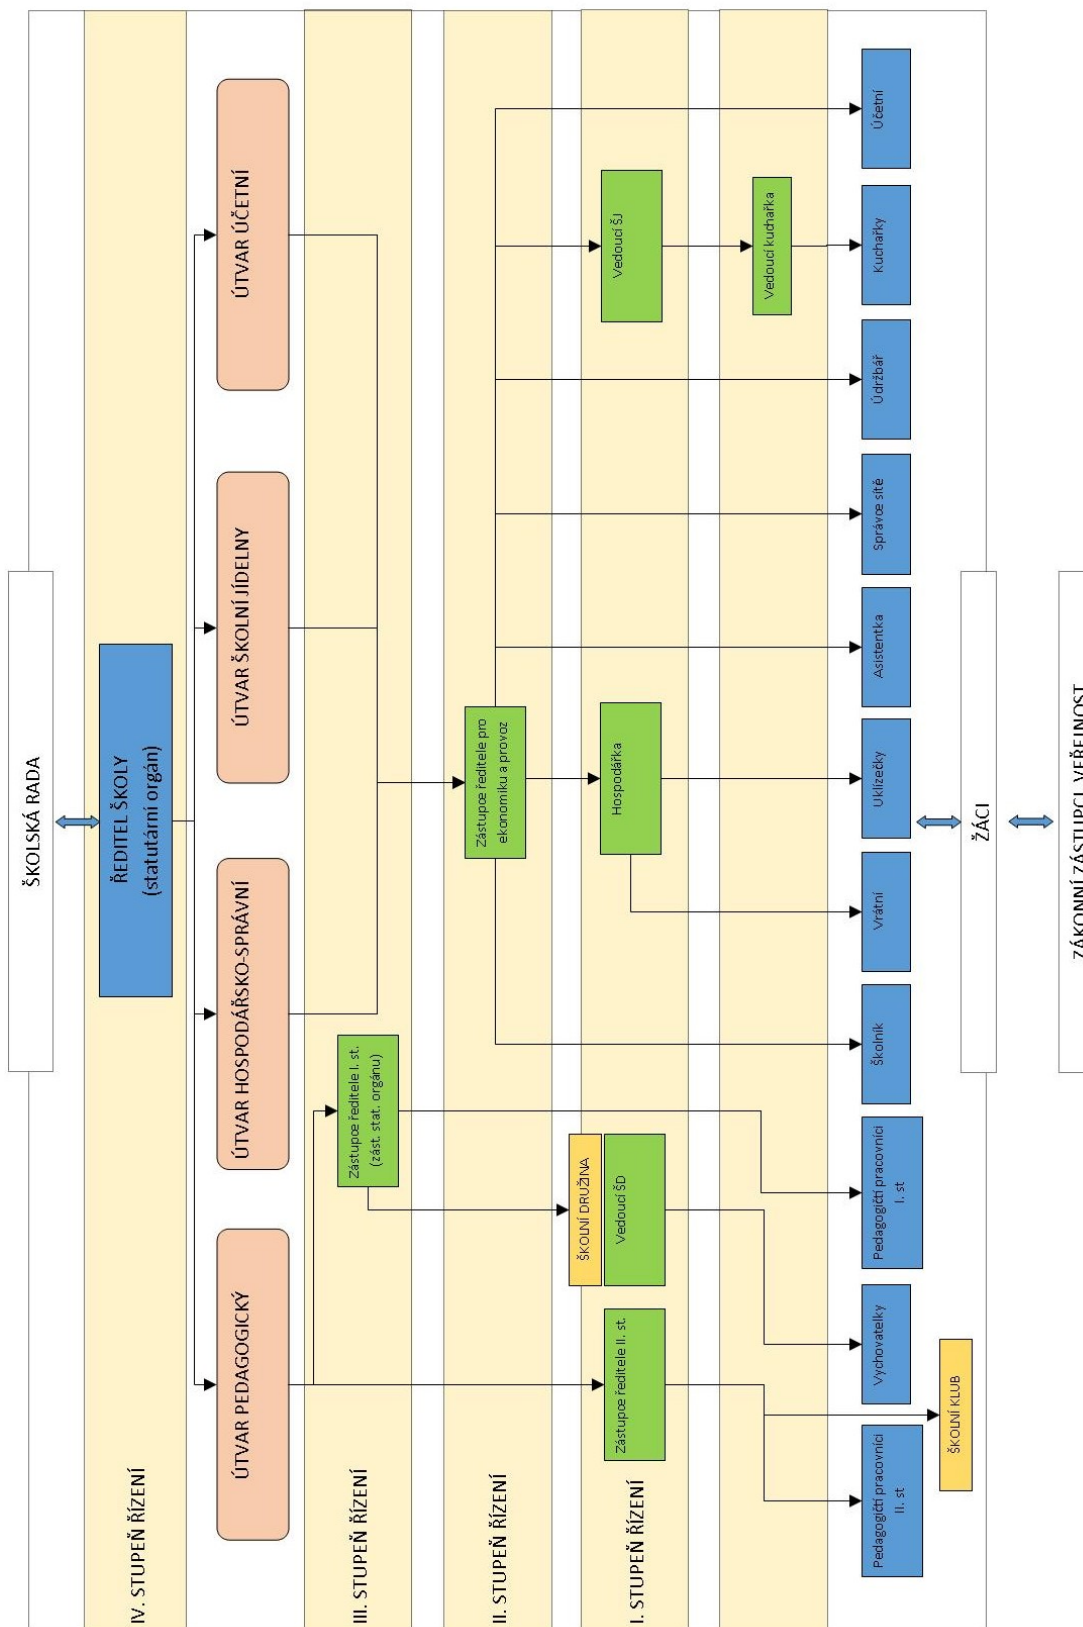 ŠKOLSKÁ RADA
IV. STUPEŇ ŘÍZENÍ
ŘEDITEL ŠKOLY
(statutární orgán)
ÚTVAR PEDAGOGICKÝ
ÚTVAR HOSPODÁŘSKO-SPRÁVNÍ
ÚTVAR ŠKOLNÍ JÍDELNY
ÚTVAR ÚČETNÍ
III. STUPEŇ ŘÍZENÍ
Zástupce ředitele I. st.
(zást. stat. orgánu)
II. STUPEŇ ŘÍZENÍ
Zástupce ředitele pro
ekonomiku a provoz
I. STUPEŇ ŘÍZENÍ
Zástupce ředitele II. st.
ŠKOLNÍ DRUŽINA
Vedoucí ŠD
Hospodářka
Vedoucí ŠJ
Vedoucí kuchařka
Pedagogičtí pracovníci
II. st
Vychovatelky
Pedagogičtí pracovníci
I. st
Školník
Vrátní
Uklízečky
Asistentka
Správce sítě
Údržbář
Kuchařky
Účetní
ŠKOLNÍ KLUB
ŽÁCI
ZÁKONNÍ ZÁSTUPCI, VEŘEJNOST